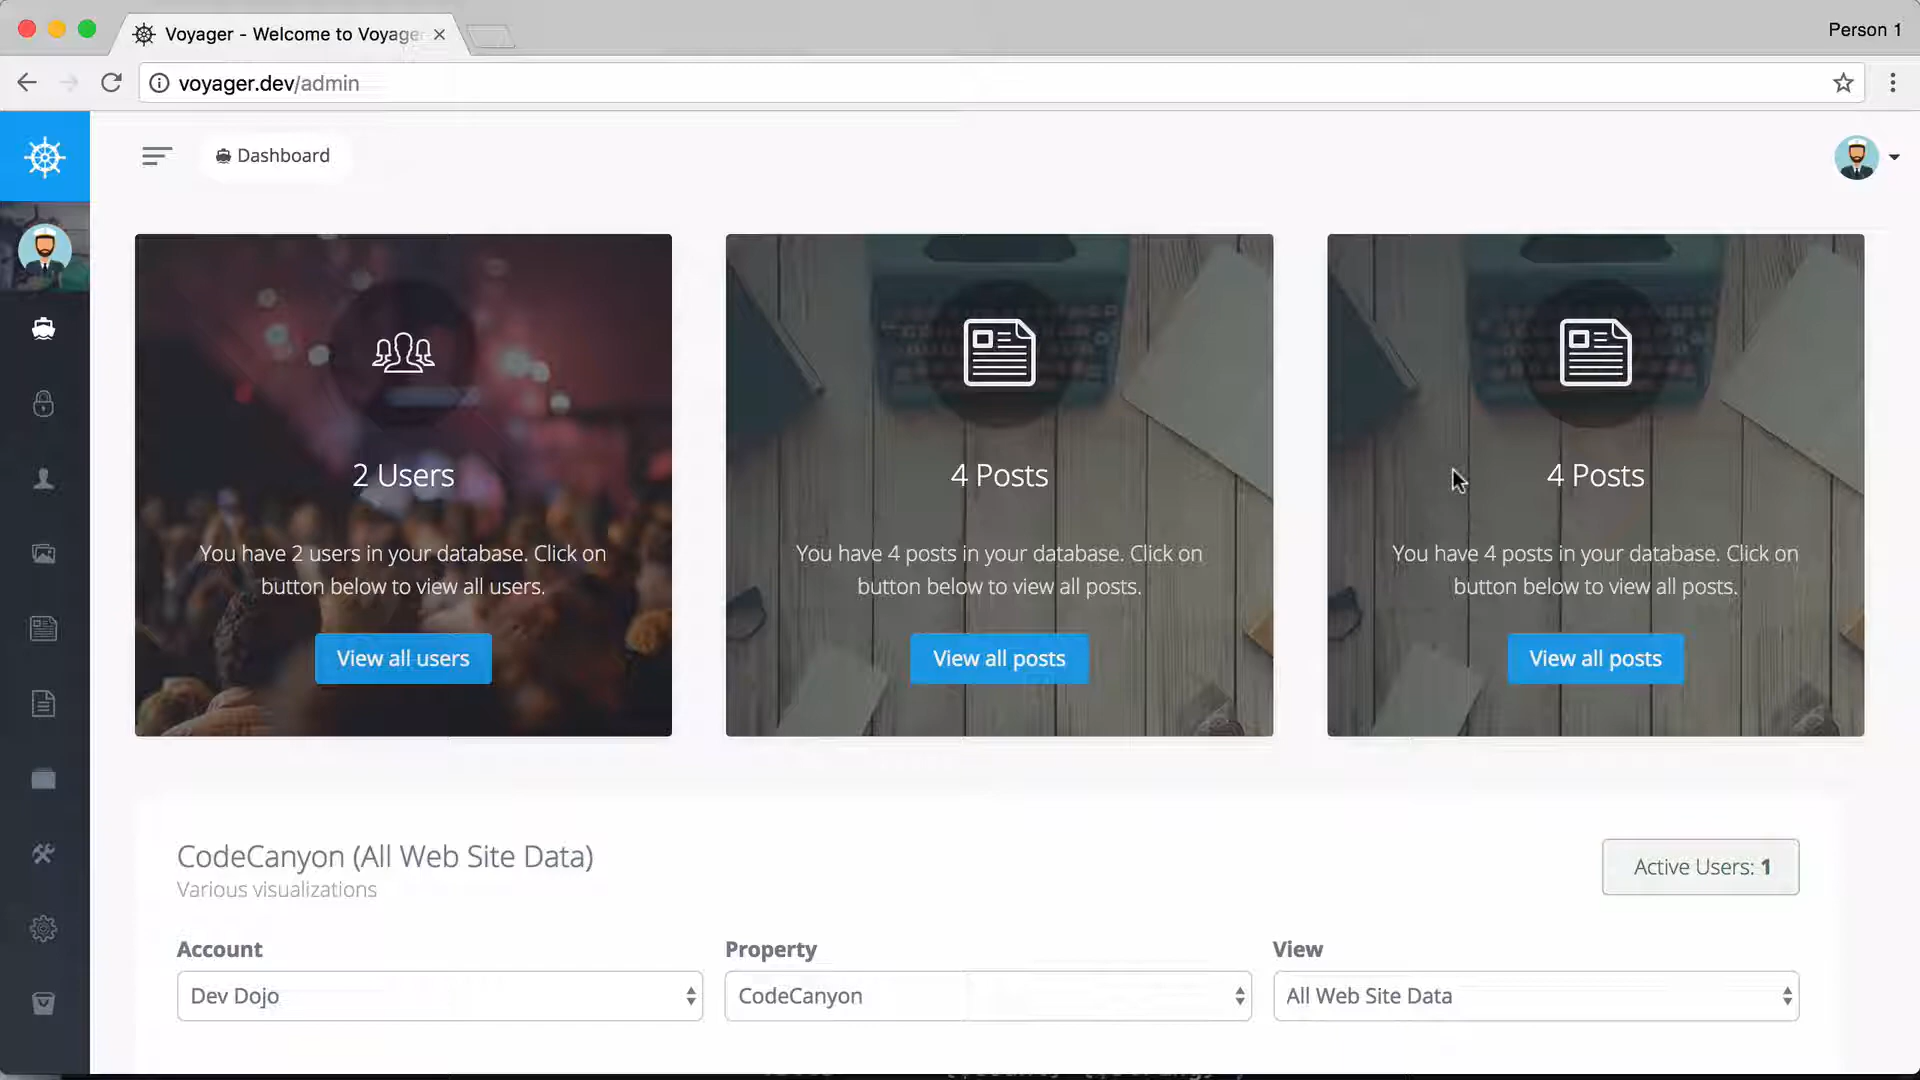 Voyager - Welcome to Voyager
Person 1
voyager.dev/admin
Dashboard
2 Users
You have 2 users in your database. Click on
button below to view all users.
View all users
4 Posts
You have 4 posts in your database. Click on
button below to view all posts.
View all posts
4 Posts
You have 4 posts in your database. Click on
button below to view all posts.
View all posts
CodeCanyon (All Web Site Data)
Various visualizations
Active Users: 1
Account
Dev Dojo
Property
CodeCanyon
View
All Web Site Data